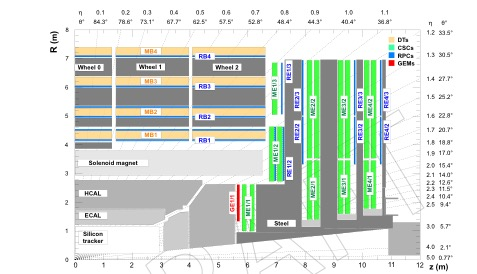 η 0.1 0.2 0.3 0.4 0.5 0.6 0.7 0.8 0.9 1.0 1.1 η θ°
θ° 84.3° 78.6° 73.1° 67.7° 62.5° 57.5° 52.8° 48.4° 44.3° 40.4° 36.8°
R (m)
8
7
6
5
4
3
2
1
0
DTs
CSCs
RPCs
GEMs
MB4
RB4
Wheel 0
Wheel 1
Wheel 2
MB3
RB3
MB2
RB2
MB1
RB1
Solenoid magnet
HCAL
ECAL
Silicon
tracker
Steel
GE1/1
ME1/1
ME1/2
ME1/3
RE1/2
RE1/3
RE2/2
RE2/3
ME2/1
ME2/2
ME3/1
ME3/2
RE3/2
RE3/3
ME4/1
ME4/2
RE4/2
RE4/3
1.2 33.5°
1.3 30.5°
1.4 27.7°
1.5 25.2°
1.6 22.8°
1.7 20.7°
1.8 18.8°
1.9 17.0°
2.0 15.4°
2.1 14.0°
2.2 12.6°
2.3 11.5°
2.4 10.4°
2.5 9.4°
3.0 5.7°
4.0 2.1°
5.0 0.77°
0 1 2 3 4 5 6 7 8 9 10 11 12
z (m)